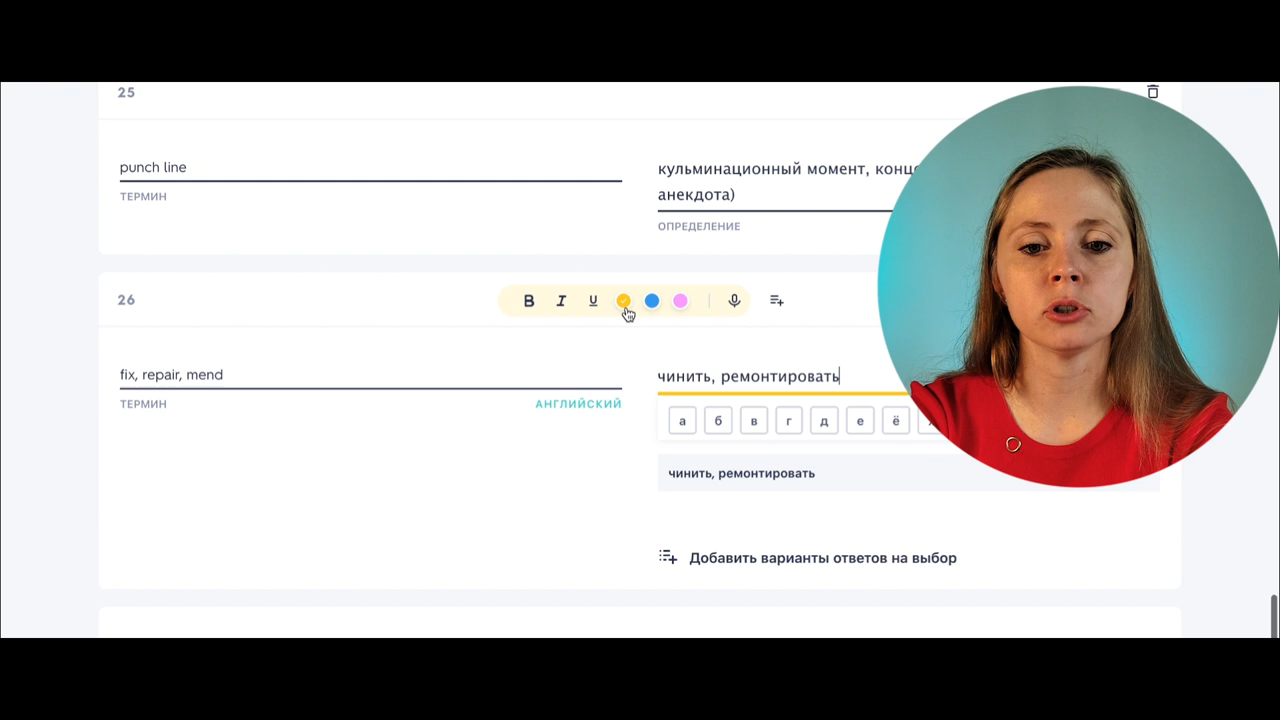 25
punch line
ТЕРМИН
кульминационный момент,
анекдота)
ОПРЕДЕЛЕНИЕ
26
B I U
fix, repair, mend
ТЕРМИН
АНГЛИЙСКИЙ
чинить, ремонтировать
а б в г д е ё
чинить, ремонтировать
Добавить варианты ответов на выбор